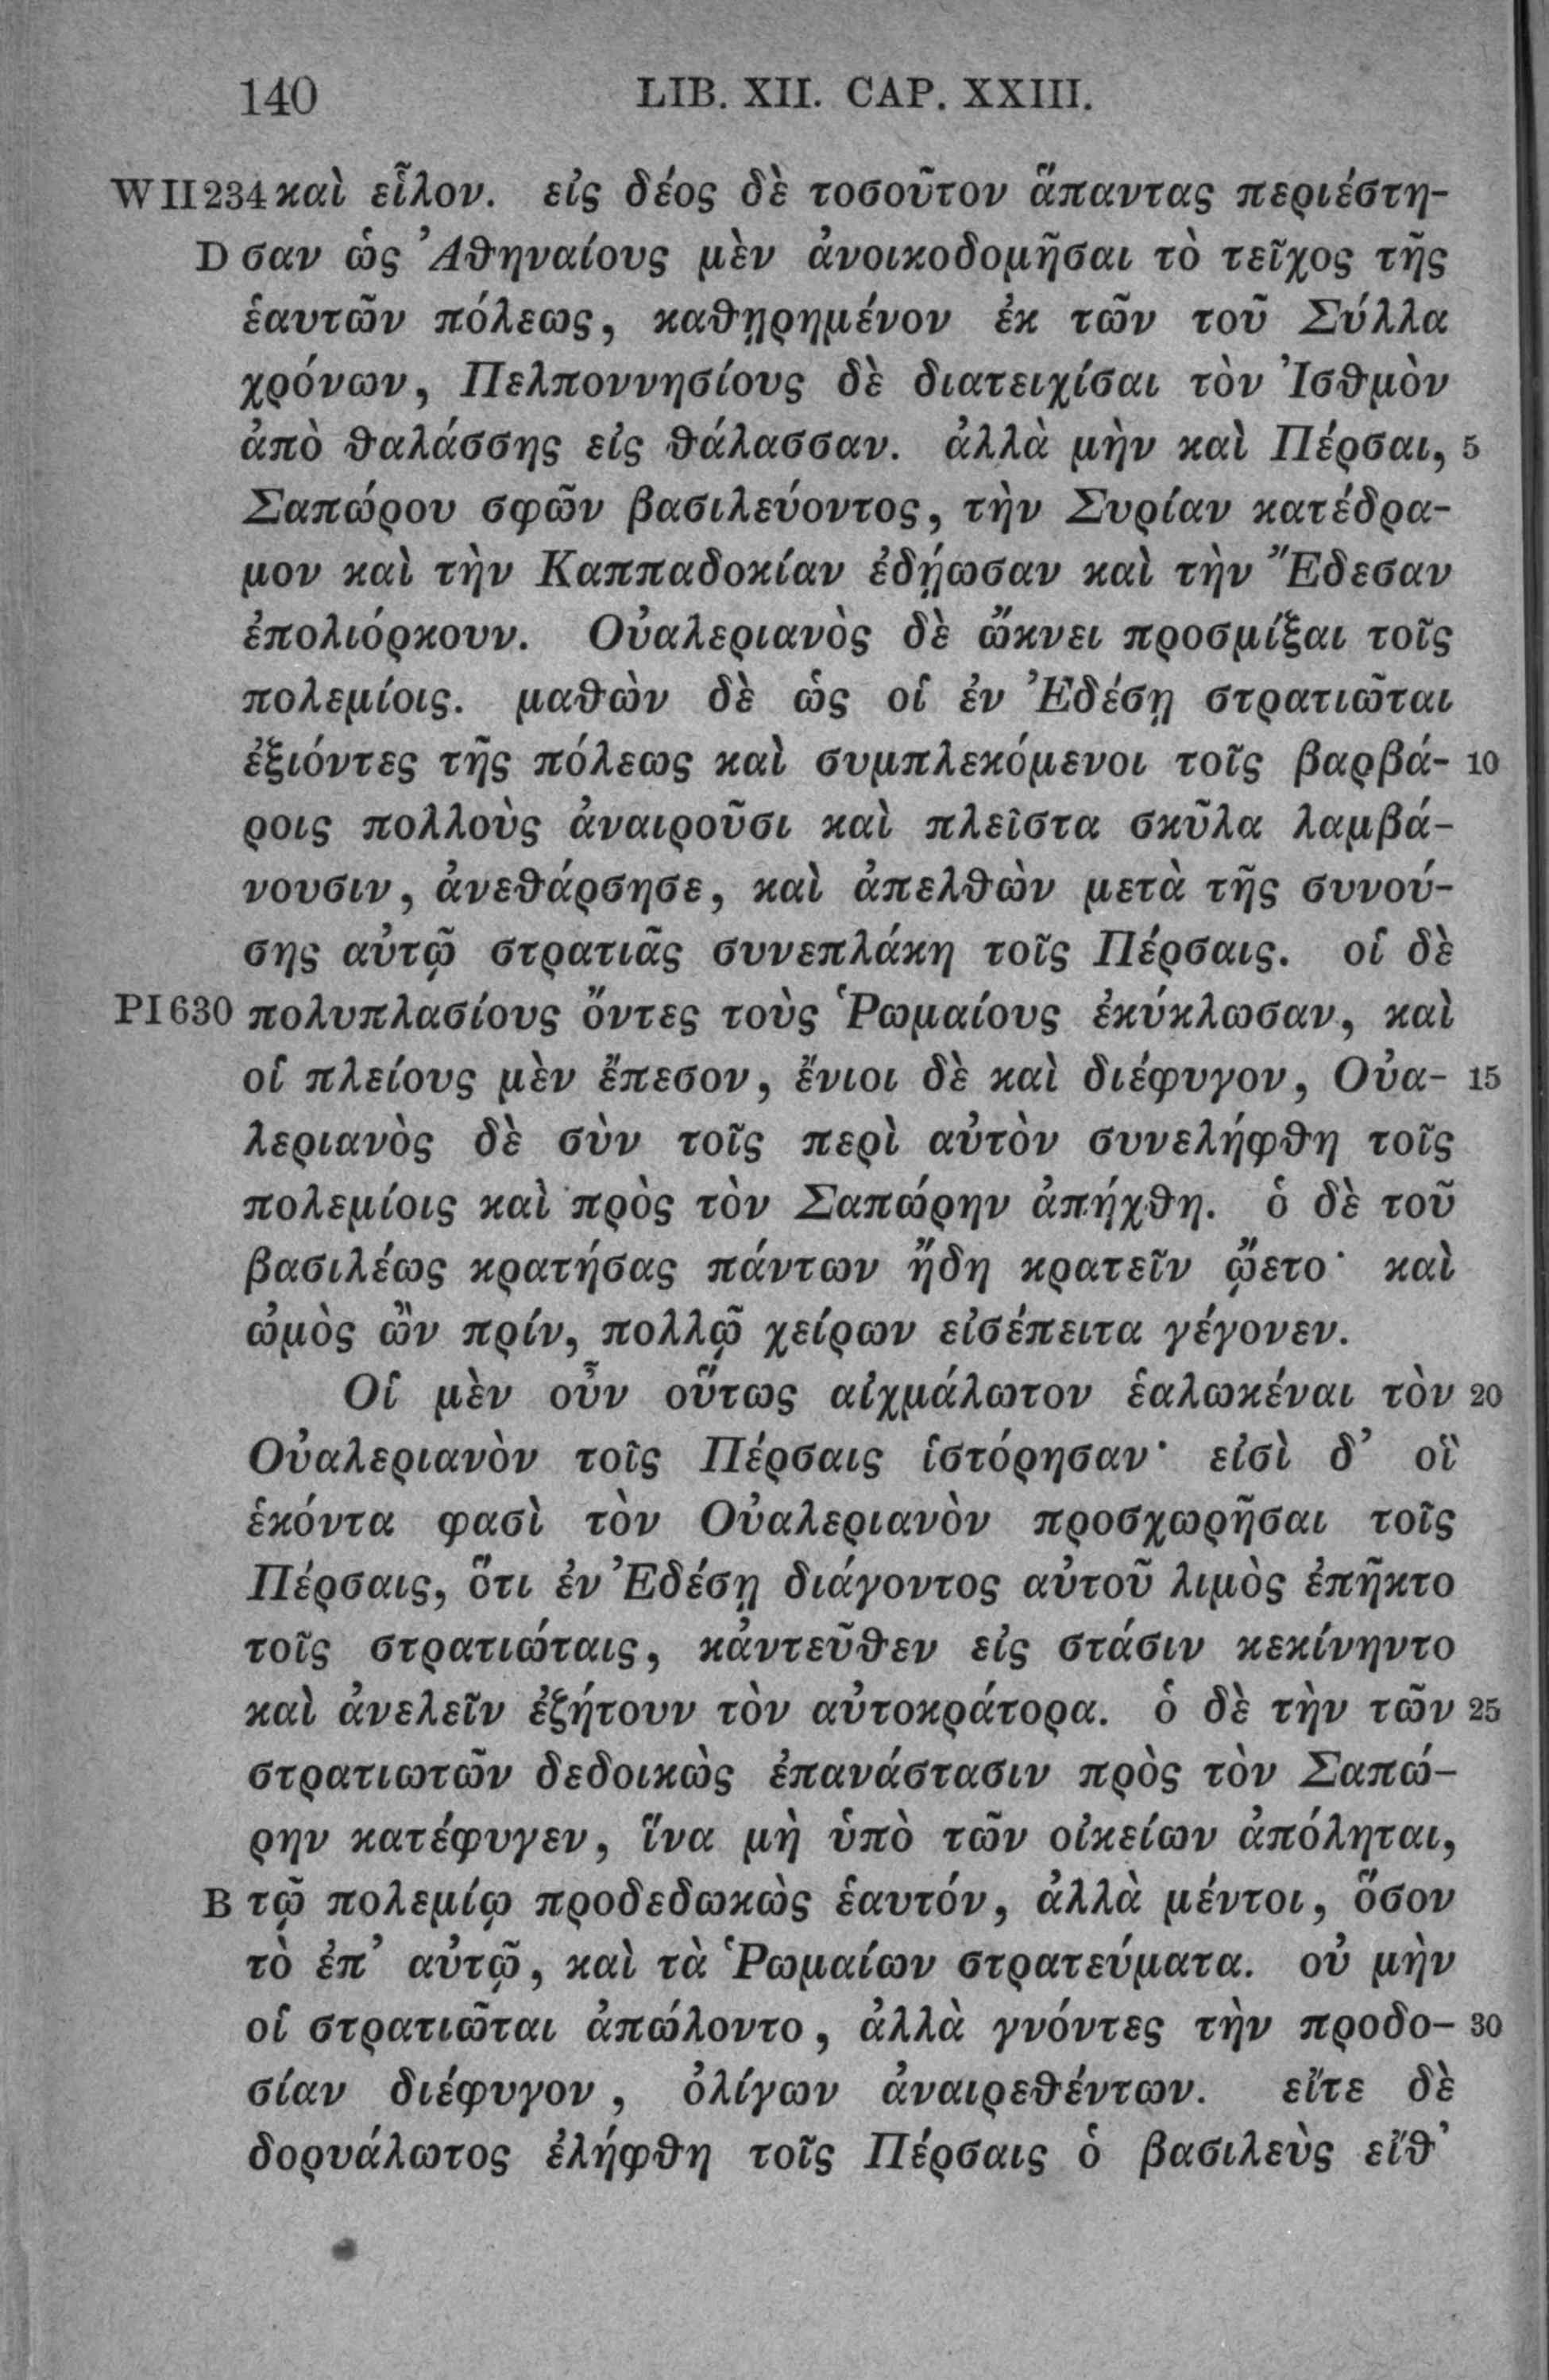 140 LIB. XII. CAP. XXIII.
W II 234 καὶ εἷλον. εἰς δέος δὲ τοσοῦτον ἅπαντας περιέστη-
D σαν ὡς Ἀθηναίους μὲν ἀνοικοδομῆσαι τὸ τεῖχος τῆς
ἑαυτῶν πόλεως, καθῃρημένον ἐκ τῶν τοῦ Σύλλα
χρόνων, Πελποννησίους δὲ διατειχίσαι τὸν Ἰσθμὸν
ἀπὸ θαλάσσης εἰς θάλασσαν. ἀλλὰ μὴν καὶ Πέρσαι, 5
Σαπώρου σφῶν βασιλεύοντος, τὴν Συρίαν κατέδρα-
μον καὶ τὴν Καππαδοκίαν ἐδῄωσαν καὶ τὴν Ἔδεσαν
ἐπολιόρκουν. Οὐαλεριανὸς δὲ ὤκνει προσμίξαι τοῖς
πολεμίοις. μαθὼν δὲ ὡς οἱ ἐν Ἐδέσῃ στρατιῶται
ἐξιόντες τῆς πόλεως καὶ συμπλεκόμενοι τοῖς βαρβά- 10
ροις πολλοὺς ἀναιροῦσι καὶ πλεῖστα σκῦλα λαμβά-
νουσιν, ἀνεθάρσησε, καὶ ἀπελθὼν μετὰ τῆς συνού-
σης αὐτῷ στρατιᾶς συνεπλάκη τοῖς Πέρσαις. οἱ δὲ
PI 630 πολυπλασίους ὄντες τοὺς Ῥωμαίους ἐκύκλωσαν, καὶ
οἱ πλείους μὲν ἔπεσον, ἔνιοι δὲ καὶ διέφυγον, Οὐα- 15
λεριανὸς δὲ σὺν τοῖς περὶ αὐτὸν συνελήφθη τοῖς
πολεμίοις καὶ πρὸς τὸν Σαπώρην ἀπήχθη. ὁ δὲ τοῦ
βασιλέως κρατήσας πάντων ἤδη κρατεῖν ᾤετο· καὶ
ὠμὸς ὢν πρίν, πολλῷ χείρων εἰσέπειτα γέγονεν.
Οἱ μὲν οὖν οὕτως αἰχμάλωτον ἑαλωκέναι τὸν 20
Οὐαλεριανὸν τοῖς Πέρσαις ἱστόρησαν· εἰσὶ δ’ οἳ
ἑκόντα φασὶ τὸν Οὐαλεριανὸν προσχωρῆσαι τοῖς
Πέρσαις, ὅτι ἐν Ἐδέσῃ διάγοντος αὐτοῦ λιμὸς ἐπῆκτο
τοῖς στρατιώταις, κἀντεῦθεν εἰς στάσιν κεκίνηντο
καὶ ἀνελεῖν ἐζήτουν τὸν αὐτοκράτορα. ὁ δὲ τὴν τῶν 25
στρατιωτῶν δεδοικὼς ἐπανάστασιν πρὸς τὸν Σαπώ-
ρην κατέφυγεν, ἵνα μὴ ὑπὸ τῶν οἰκείων ἀπόληται,
B τῷ πολεμίῳ προδεδωκὼς ἑαυτόν, ἀλλὰ μέντοι, ὅσον
τὸ ἐπ’ αὐτῷ, καὶ τὰ Ῥωμαίων στρατεύματα. οὐ μὴν
οἱ στρατιῶται ἀπώλοντο, ἀλλὰ γνόντες τὴν προδο- 30
σίαν διέφυγον, ὀλίγων ἀναιρεθέντων. εἴτε δὲ
δορυάλωτος ἐλήφθη τοῖς Πέρσαις ὁ βασιλεὺς εἴθ’